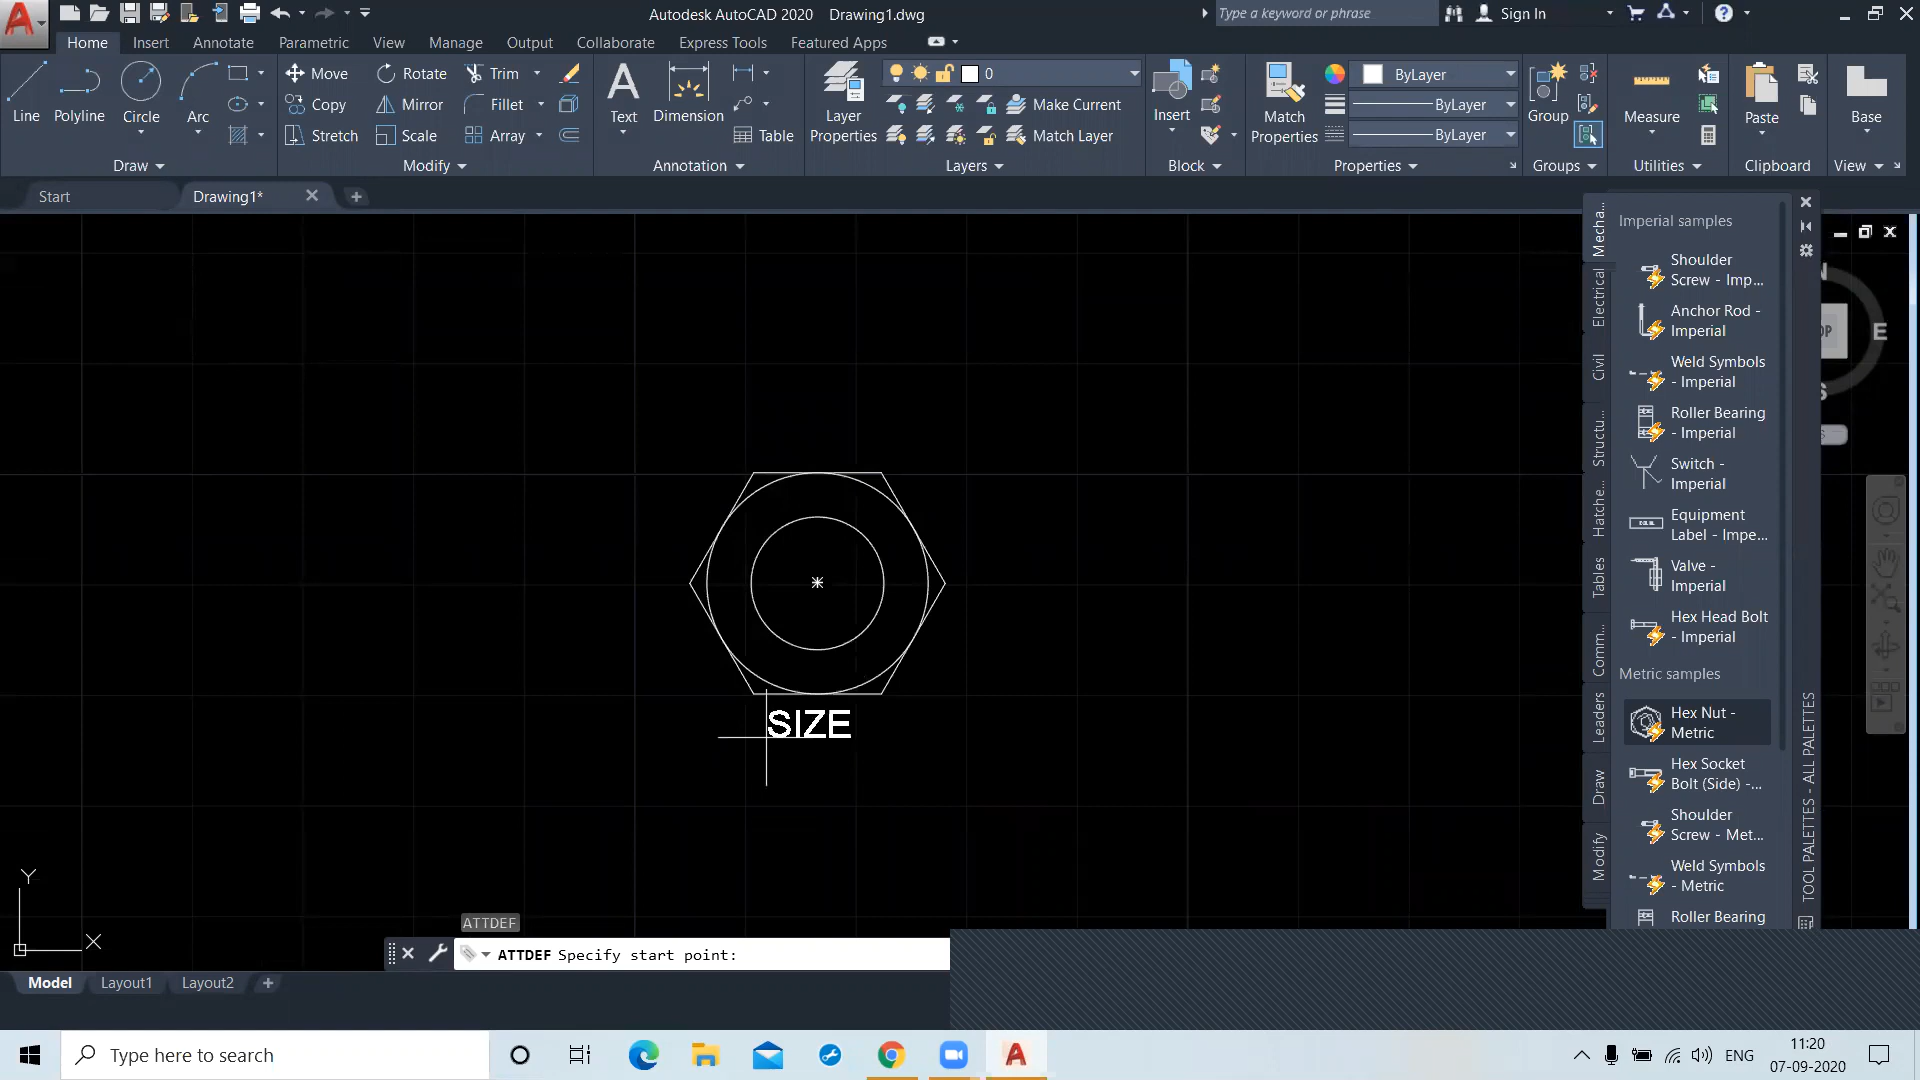 Autodesk AutoCAD 2020 Drawing1.dwg
Type a keyword or phrase
Sign In
Home Insert Annotate Parametric View Manage Output Collaborate Express Tools Featured Apps
Line Polyline Circle Arc
Move Rotate Trim
Copy Mirror Fillet
Stretch Scale Array
Text Dimension Table
Layer Properties
0
Make Current
Match Layer
Insert
Match Properties
ByLayer
ByLayer
ByLayer
Group
Measure
Paste
Base
Draw Modify Annotation Layers Block Properties Groups Utilities Clipboard View
Start Drawing1*
Imperial samples
Shoulder
Screw - Imp...
Anchor Rod -
Imperial
Weld Symbols
- Imperial
Roller Bearing
- Imperial
Switch -
Imperial
Equipment
Label - Impe...
Valve -
Imperial
Hex Head Bolt
- Imperial
Metric samples
Hex Nut -
Metric
Hex Socket
Bolt (Side) -...
Shoulder
Screw - Met...
Weld Symbols
- Metric
Roller Bearing
Mecha...
Electrical
Civil
Structu...
Hatche...
Tables
Comm...
Leaders
Draw
Modify
TOOL PALETTES - ALL PALETTES
E
SIZE
Y
X
ATTDEF
ATTDEF Specify start point:
Model Layout1 Layout2
Type here to search
ENG
11:20
07-09-2020